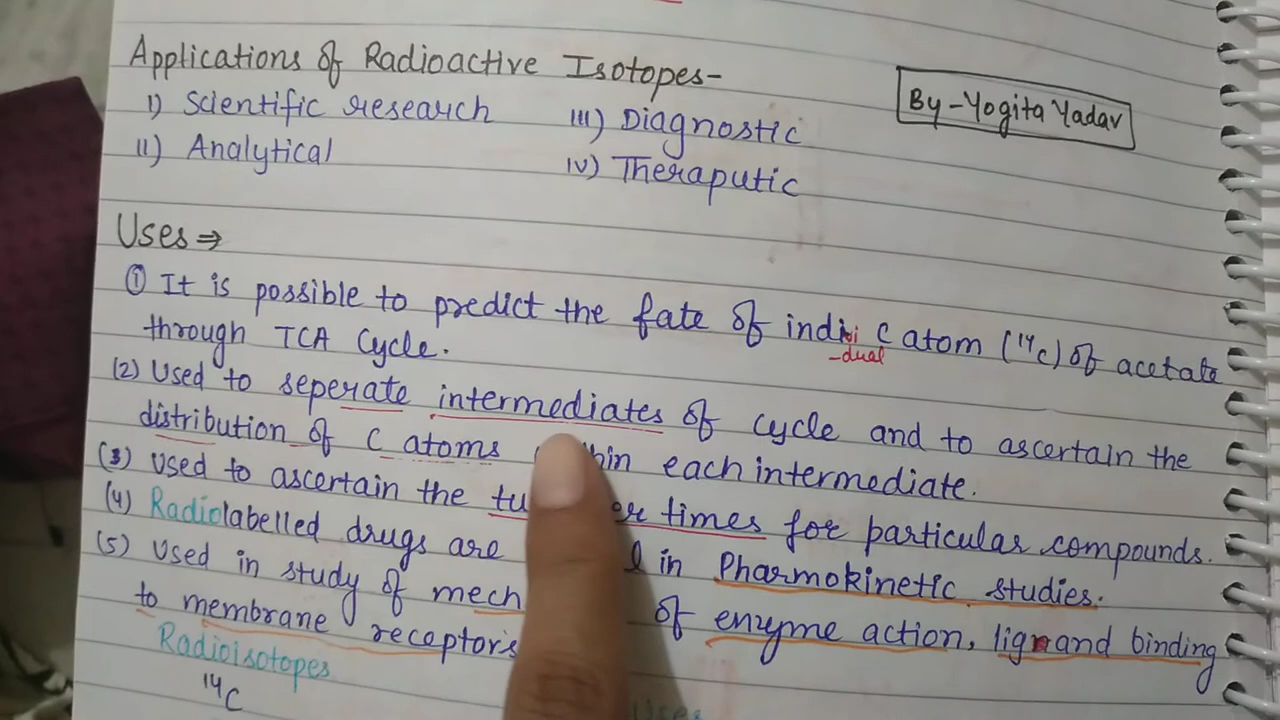 Applications of Radioactive Isotopes-
I) Scientific research
III) Diagnostic
By - Yogita Yadav
II) Analytical
IV) Theraputic
Uses ⇒
① It is possible to predict the fate of indivi-dual C atom (¹⁴C) of acetate
through TCA Cycle.
(2) Used to seperate intermediates of cycle and to ascertain the
distribution of C atoms each intermediate.
(3) Used to ascertain the times for particular compounds.
(4) Radiolabelled drugs are in Pharmokinetic studies.
(5) Used in study of of enzyme action, lignand binding
to membrane receptors
Radioisotopes
¹⁴C
Uses